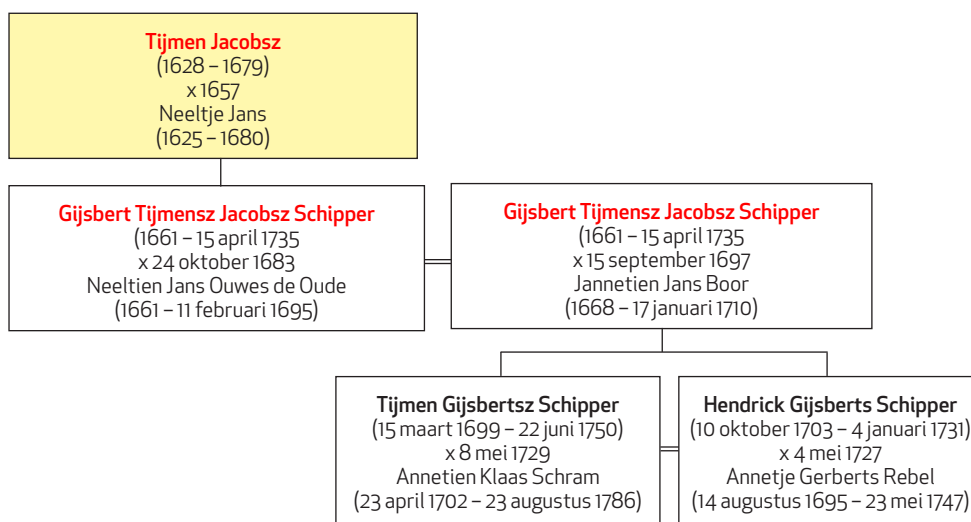 Tijmen Jacobsz
(1628 – 1679)
x 1657
Neeltje Jans
(1625 – 1680)
Gijsbert Tijmensz Jacobsz Schipper
(1661 – 15 april 1735
x 24 oktober 1683
Neeltien Jans Ouwes de Oude
(1661 – 11 februari 1695)
Gijsbert Tijmensz Jacobsz Schipper
(1661 – 15 april 1735
x 15 september 1697
Jannetien Jans Boor
(1668 – 17 januari 1710)
Tijmen Gijsbertsz Schipper
(15 maart 1699 – 22 juni 1750)
x 8 mei 1729
Annetien Klaas Schram
(23 april 1702 – 23 augustus 1786)
Hendrick Gijsberts Schipper
(10 oktober 1703 – 4 januari 1731)
x 4 mei 1727
Annetje Gerberts Rebel
(14 augustus 1695 – 23 mei 1747)